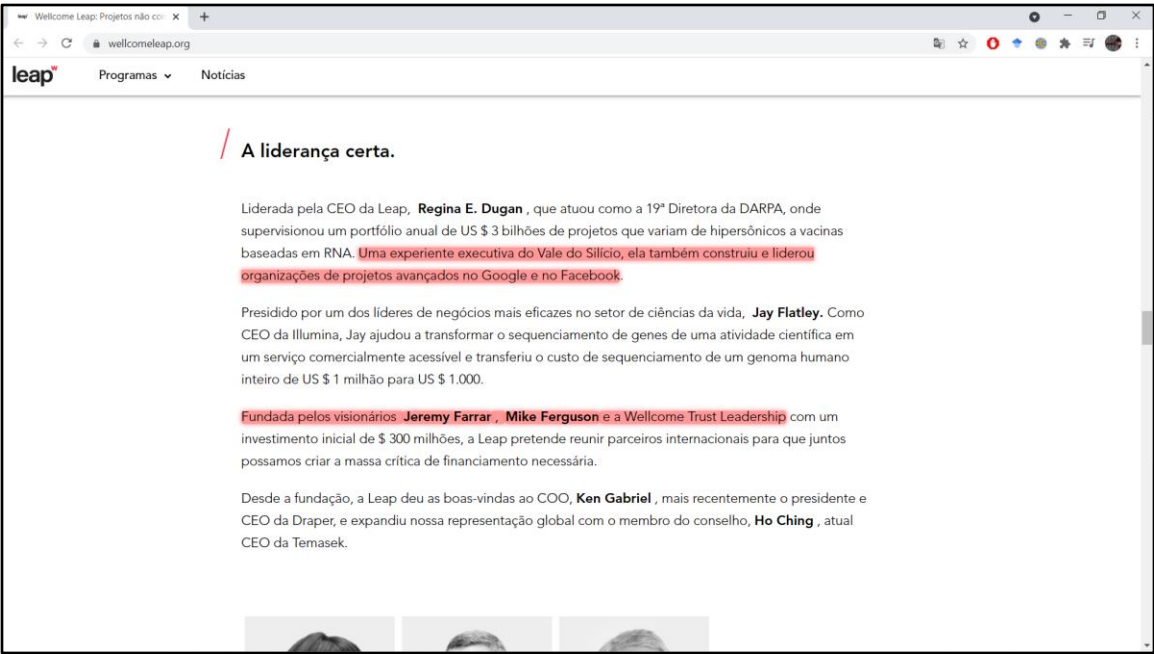 Wellcome Leap: Projetos não con
wellcomeleap.org
leap
Programas
Notícias
A liderança certa.
Liderada pela CEO da Leap, Regina E. Dugan , que atuou como a 19ª Diretora da DARPA, onde
supervisionou um portfólio anual de US $ 3 bilhões de projetos que variam de hipersônicos a vacinas
baseadas em RNA. Uma experiente executiva do Vale do Silício, ela também construiu e liderou
organizações de projetos avançados no Google e no Facebook.
Presidido por um dos líderes de negócios mais eficazes no setor de ciências da vida, Jay Flatley. Como
CEO da Illumina, Jay ajudou a transformar o sequenciamento de genes de uma atividade científica em
um serviço comercialmente acessível e transferiu o custo de sequenciamento de um genoma humano
inteiro de US $ 1 milhão para US $ 1.000.
Fundada pelos visionários Jeremy Farrar , Mike Ferguson e a Wellcome Trust Leadership com um
investimento inicial de $ 300 milhões, a Leap pretende reunir parceiros internacionais para que juntos
possamos criar a massa crítica de financiamento necessária.
Desde a fundação, a Leap deu as boas-vindas ao COO, Ken Gabriel , mais recentemente o presidente e
CEO da Draper, e expandiu nossa representação global com o membro do conselho, Ho Ching , atual
CEO da Temasek.